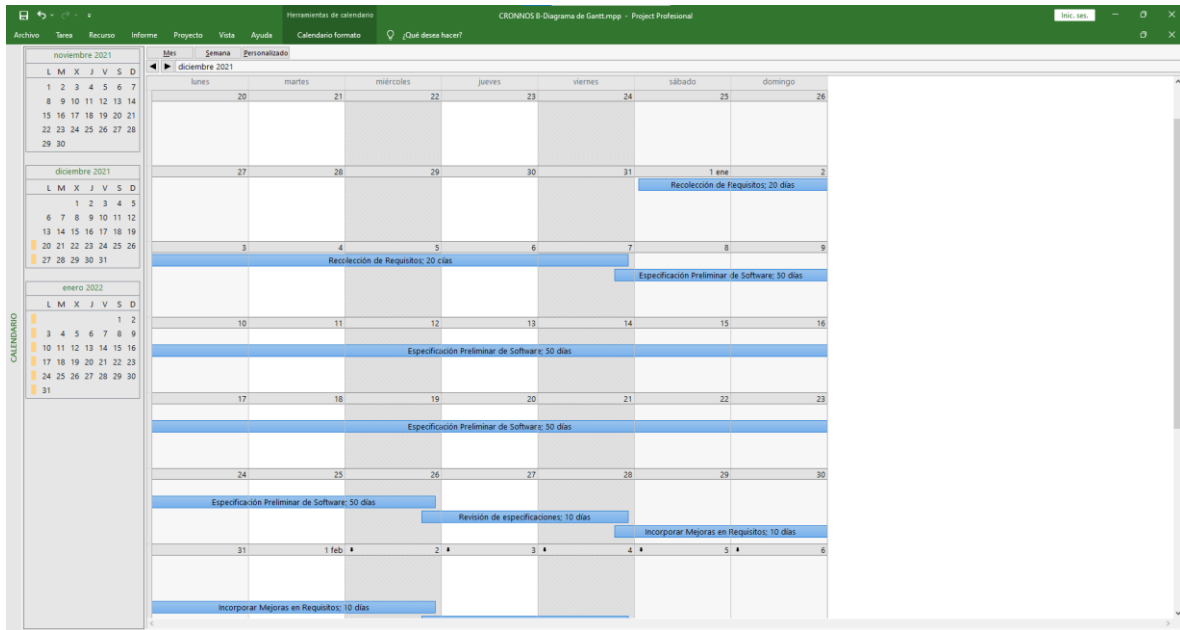 Herramientas de calendario
CRONNOS B-Diagrama de Gantt.mpp - Project Profesional
Inic. ses.
Archivo Tarea Recurso Informe Proyecto Vista Ayuda Calendario formato ¿Qué desea hacer?
CALENDARIO
noviembre 2021
L M X J V S D
1 2 3 4 5 6 7
8 9 10 11 12 13 14
15 16 17 18 19 20 21
22 23 24 25 26 27 28
29 30
diciembre 2021
L M X J V S D
1 2 3 4 5
6 7 8 9 10 11 12
13 14 15 16 17 18 19
20 21 22 23 24 25 26
27 28 29 30 31
enero 2022
L M X J V S D
1 2
3 4 5 6 7 8 9
10 11 12 13 14 15 16
17 18 19 20 21 22 23
24 25 26 27 28 29 30
31
Mes Semana Personalizado
diciembre 2021
lunes martes miércoles jueves viernes sábado domingo
20 21 22 23 24 25 26
27 28 29 30 31 1 ene 2
Recolección de Requisitos; 20 días
3 4 5 6 7 8 9
Recolección de Requisitos; 20 días
Especificación Preliminar de Software; 50 días
10 11 12 13 14 15 16
Especificación Preliminar de Software; 50 días
17 18 19 20 21 22 23
Especificación Preliminar de Software; 50 días
24 25 26 27 28 29 30
Especificación Preliminar de Software; 50 días
Revisión de especificaciones; 10 días
Incorporar Mejoras en Requisitos; 10 días
31 1 feb 2 3 4 5 6
Incorporar Mejoras en Requisitos; 10 días